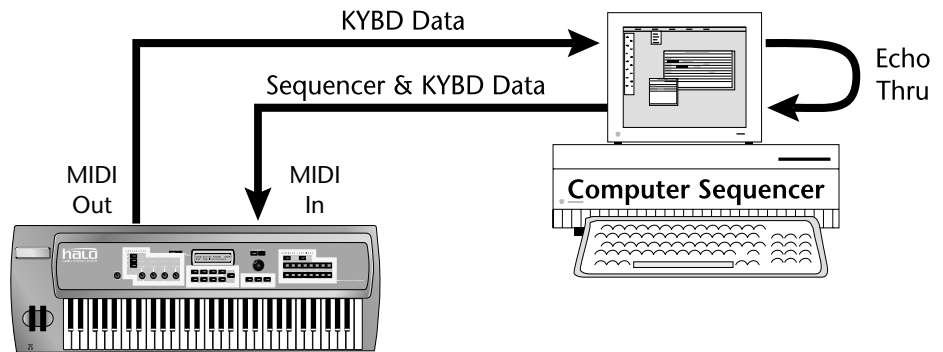 KYBD Data
Echo
Thru
Sequencer & KYBD Data
MIDI
Out
MIDI
In
Computer Sequencer
halo